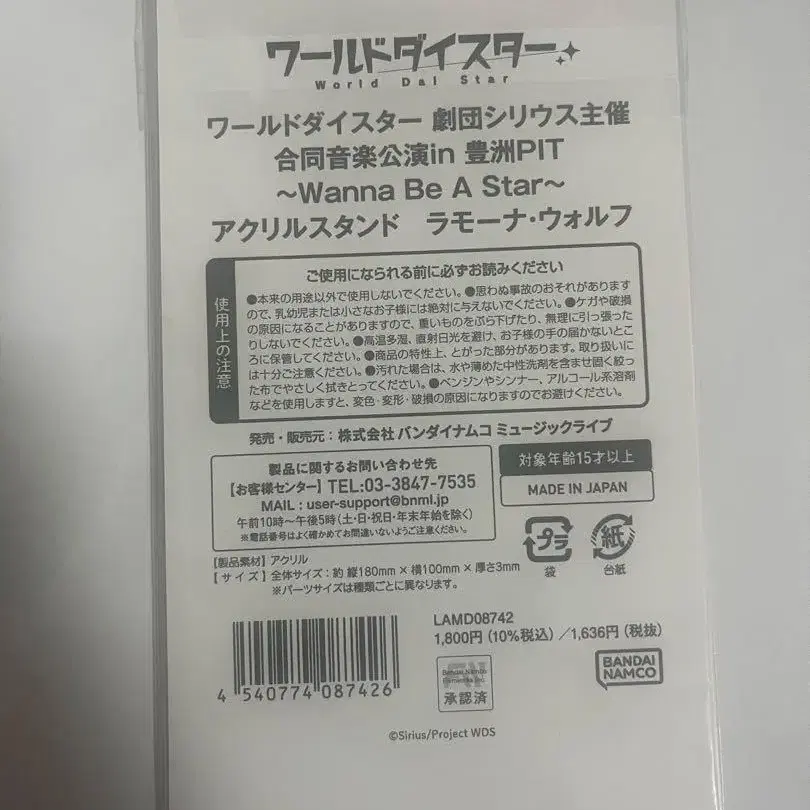 ワールドダイスター
World Dai Star
ワールドダイスター 劇団シリウス主催
合同音楽公演in 豊洲PIT
～Wanna Be A Star～
アクリルスタンド ラモーナ・ウォルフ
使用上の注意
ご使用になられる前に必ずお読みください
●本来の用途以外で使用しないでください。●思わぬ事故のおそれがあります
ので、乳幼児または小さなお子様には絶対に与えないでください。●ケガや破損
の原因になることがありますので、重いものをぶら下げたり、無理に引っ張った
りしないでください。●高温多湿、直射日光を避け、お子様の手の届かないとこ
ろに保管してください。●商品の特性上、とがった部分があります。取り扱いに
は十分ご注意ください。●汚れた場合は、水や薄めた中性洗剤を含ませ固く絞っ
た布でやさしく拭きとってください。●ベンジンやシンナー、アルコール系溶剤
などを使用しますと、変色・変形・破損の原因になりますのでお避けください。
発売・販売元：株式会社 バンダイナムコ ミュージックライブ
製品に関するお問い合わせ先
【お客様センター】TEL:03-3847-7535
MAIL : user-support@bnml.jp
午前10時～午後5時（土・日・祝日・年末年始を除く）
※電話番号はよく確かめてお間違いないようご注意ください。
対象年齢15才以上
MADE IN JAPAN
プラ
袋
紙
台紙
【製品素材】アクリル
【サイズ】全体サイズ：約 縦180mm × 横100mm × 厚さ3mm
※パーツサイズは種類ごとに異なります。
4 540774 087426
LAMD08742
1,800円（10%税込）／1,636円（税抜）
Bandai Namco
Filmworks Inc.
承認済
BANDAI
NAMCO
©Sirius/Project WDS